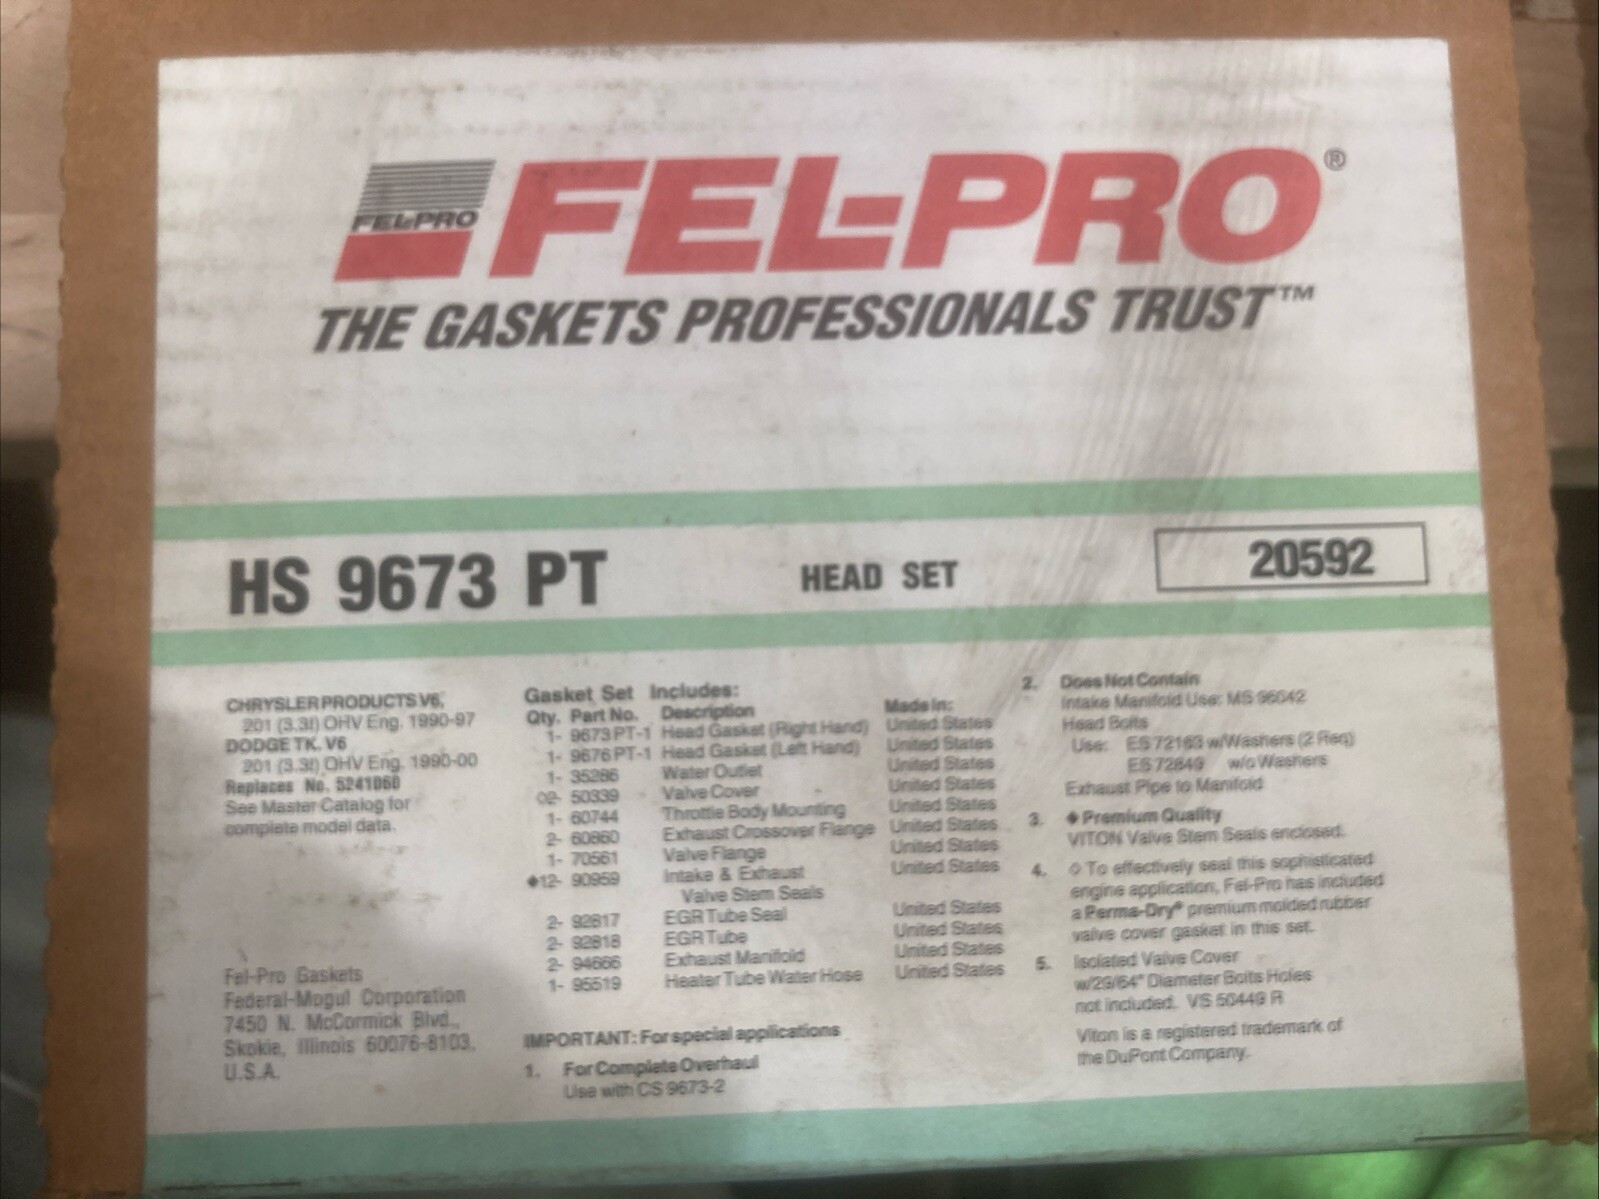 FEL-PRO
FEL-PRO®
THE GASKETS PROFESSIONALS TRUST™
HS 9673 PT
HEAD SET
20592
CHRYSLER PRODUCTS V6,
201 (3.3l) OHV Eng. 1990-97
DODGE TK. V6
201 (3.3l) OHV Eng. 1990-00
Replaces No. 5241060
See Master Catalog for
complete model data.
Fel-Pro Gaskets
Federal-Mogul Corporation
7450 N. McCormick Blvd.,
Skokie, Illinois 60076-8103,
U.S.A.
Gasket Set Includes:
Qty. Part No. Description Made in:
1- 9673 PT-1 Head Gasket (Right Hand) United States
1- 9676 PT-1 Head Gasket (Left Hand) United States
1- 35286 Water Outlet United States
◇2- 50339 Valve Cover United States
1- 60744 Throttle Body Mounting United States
2- 60860 Exhaust Crossover Flange United States
1- 70561 Valve Flange United States
◆12- 90959 Intake & Exhaust United States
Valve Stem Seals
2- 92817 EGR Tube Seal United States
2- 92818 EGR Tube United States
2- 94666 Exhaust Manifold United States
1- 95519 Heater Tube Water Hose United States
IMPORTANT: For special applications
1. For Complete Overhaul
Use with CS 9673-2
2. Does Not Contain
Intake Manifold Use: MS 96042
Head Bolts
Use: ES 72163 w/Washers (2 Req)
ES 72849 w/o Washers
Exhaust Pipe to Manifold
3. ◆ Premium Quality
VITON Valve Stem Seals enclosed.
4. ◇ To effectively seal this sophisticated
engine application, Fel-Pro has included
a Perma-Dry® premium molded rubber
valve cover gasket in this set.
5. Isolated Valve Cover
w/29/64" Diameter Bolts Holes
not included. VS 50449 R
Viton is a registered trademark of
the DuPont Company.